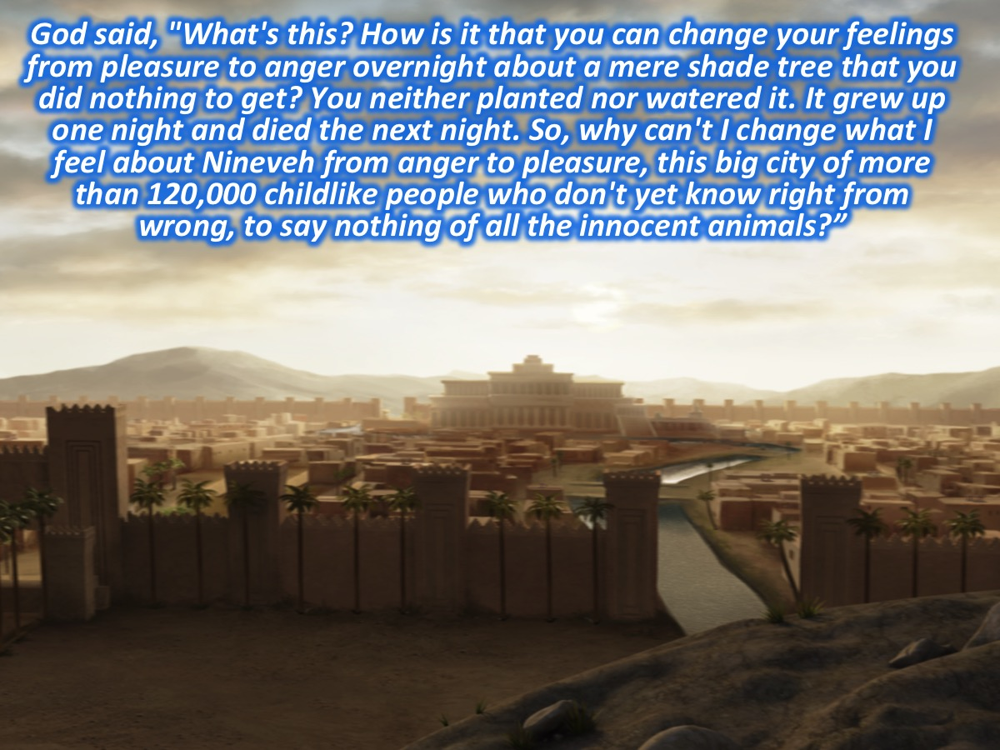 God said, "What's this? How is it that you can change your feelings
from pleasure to anger overnight about a mere shade tree that you
did nothing to get? You neither planted nor watered it. It grew up
one night and died the next night. So, why can't I change what I
feel about Nineveh from anger to pleasure, this big city of more
than 120,000 childlike people who don't yet know right from
wrong, to say nothing of all the innocent animals?”